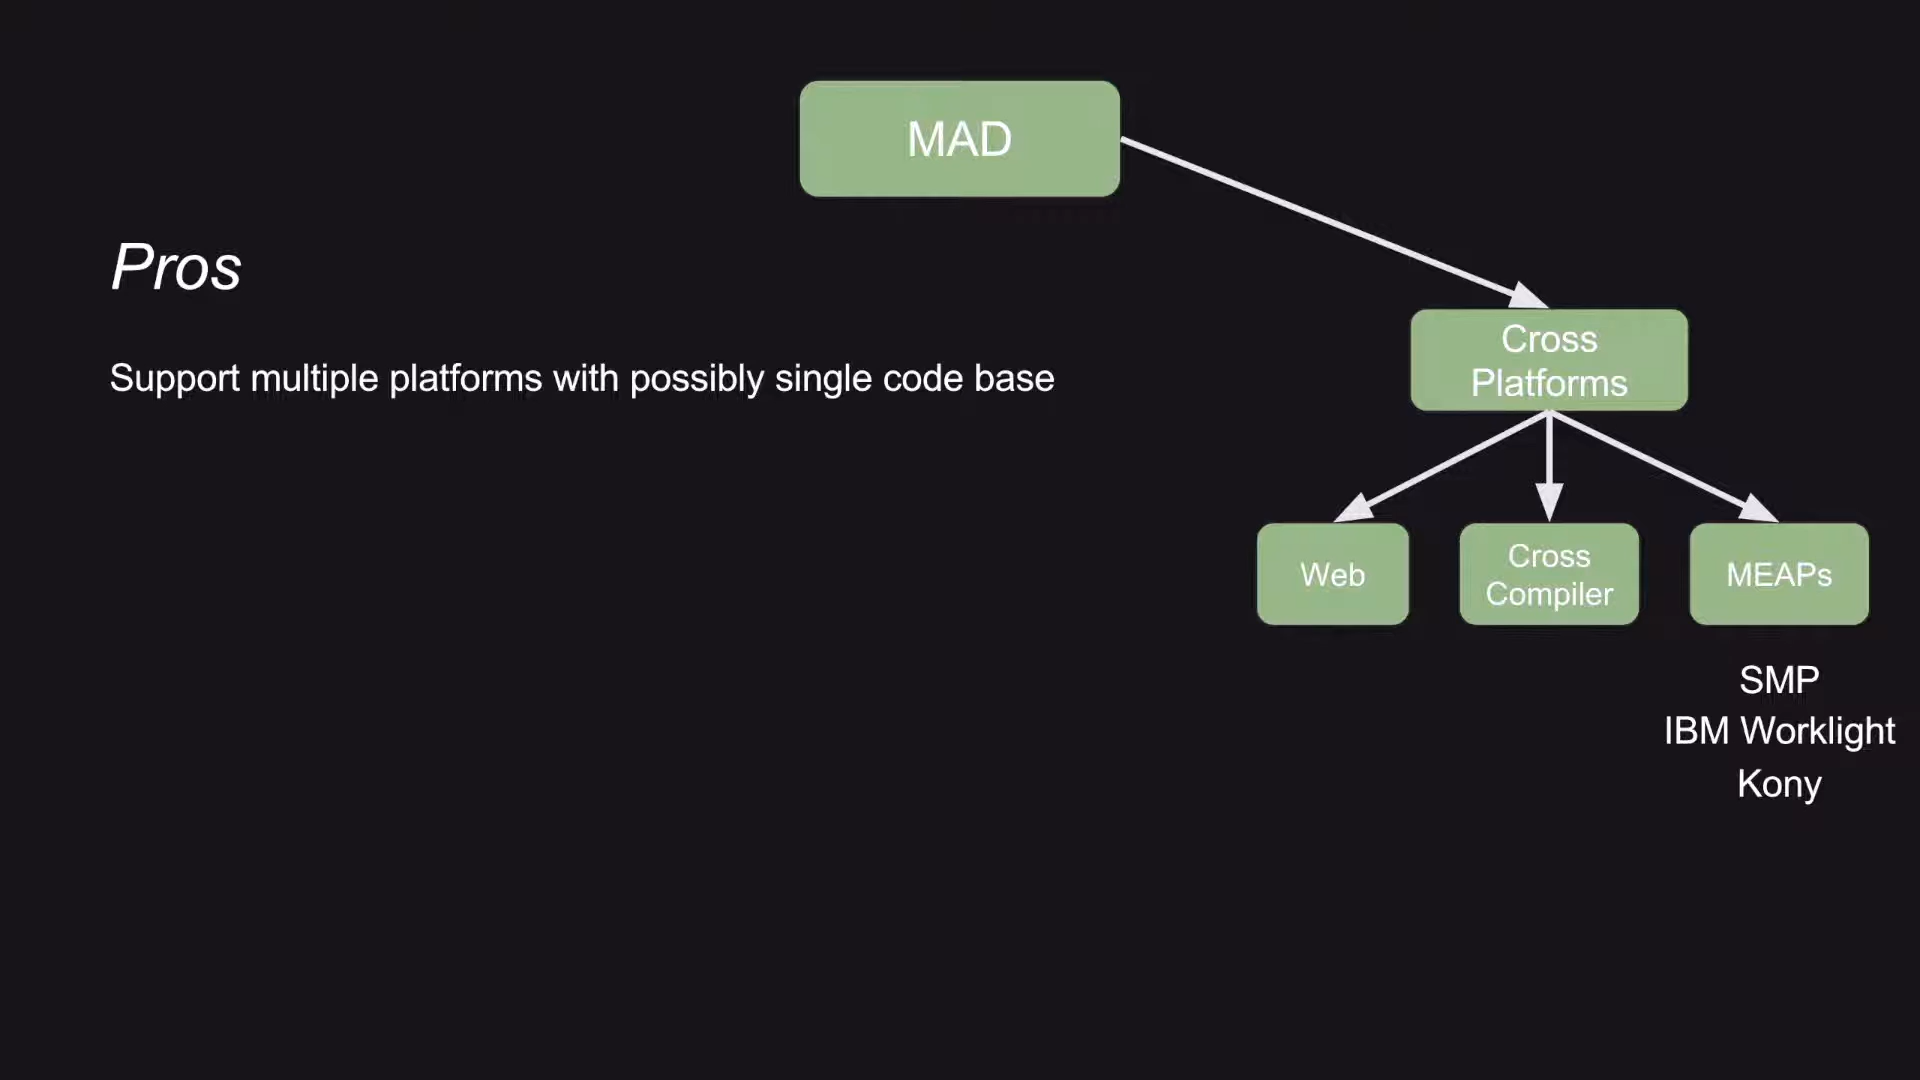 MAD
Pros
Support multiple platforms with possibly single code base
Cross
Platforms
Web
Cross
Compiler
MEAPs
SMP
IBM Worklight
Kony